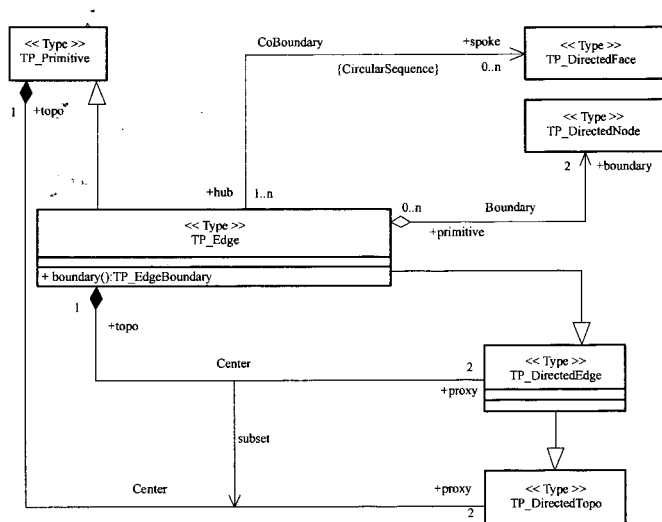 << Type >>
TP_Primitive
1
+topo
CoBoundary
{CircularSequence}
+spoke
0..n
<< Type >>
TP_DirectedFace
<< Type >>
TP_DirectedNode
2
+boundary
+hub
1..n
0..n
Boundary
+primitive
<< Type >>
TP_Edge
+ boundary():TP_EdgeBoundary
1
+topo
Center
2
+proxy
<< Type >>
TP_DirectedEdge
subset
Center
+proxy
2
<< Type >>
TP_DirectedTopo